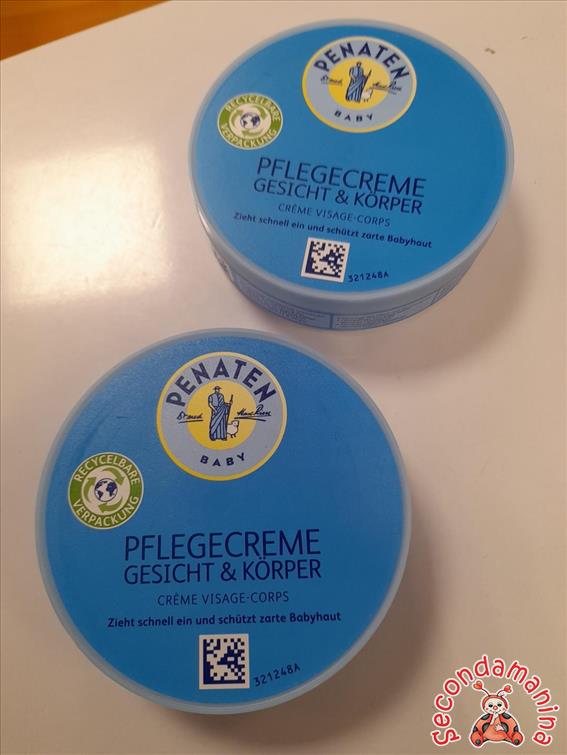 PENATEN
BABY
RECYCELBARE
VERPACKUNG
PFLEGECREME
GESICHT & KÖRPER
CRÈME VISAGE-CORPS
Zieht schnell ein und schützt zarte Babyhaut
321248A
PENATEN
BABY
RECYCELBARE
VERPACKUNG
PFLEGECREME
GESICHT & KÖRPER
CRÈME VISAGE-CORPS
Zieht schnell ein und schützt zarte Babyhaut
321248A
secondamanina